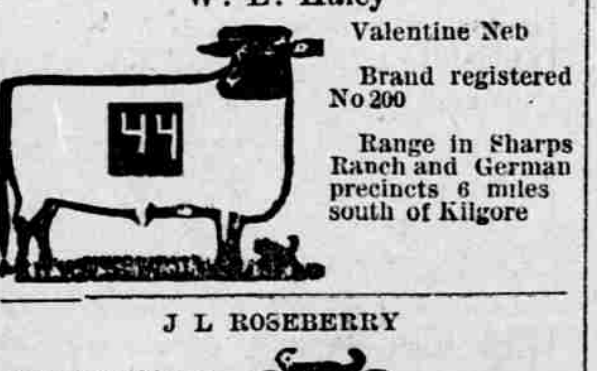 W. E. Haley
Valentine Neb
Brand registered
No 200
44
Range in Sharps
Ranch and German
precincts 6 miles
south of Kilgore
J L ROSEBERRY